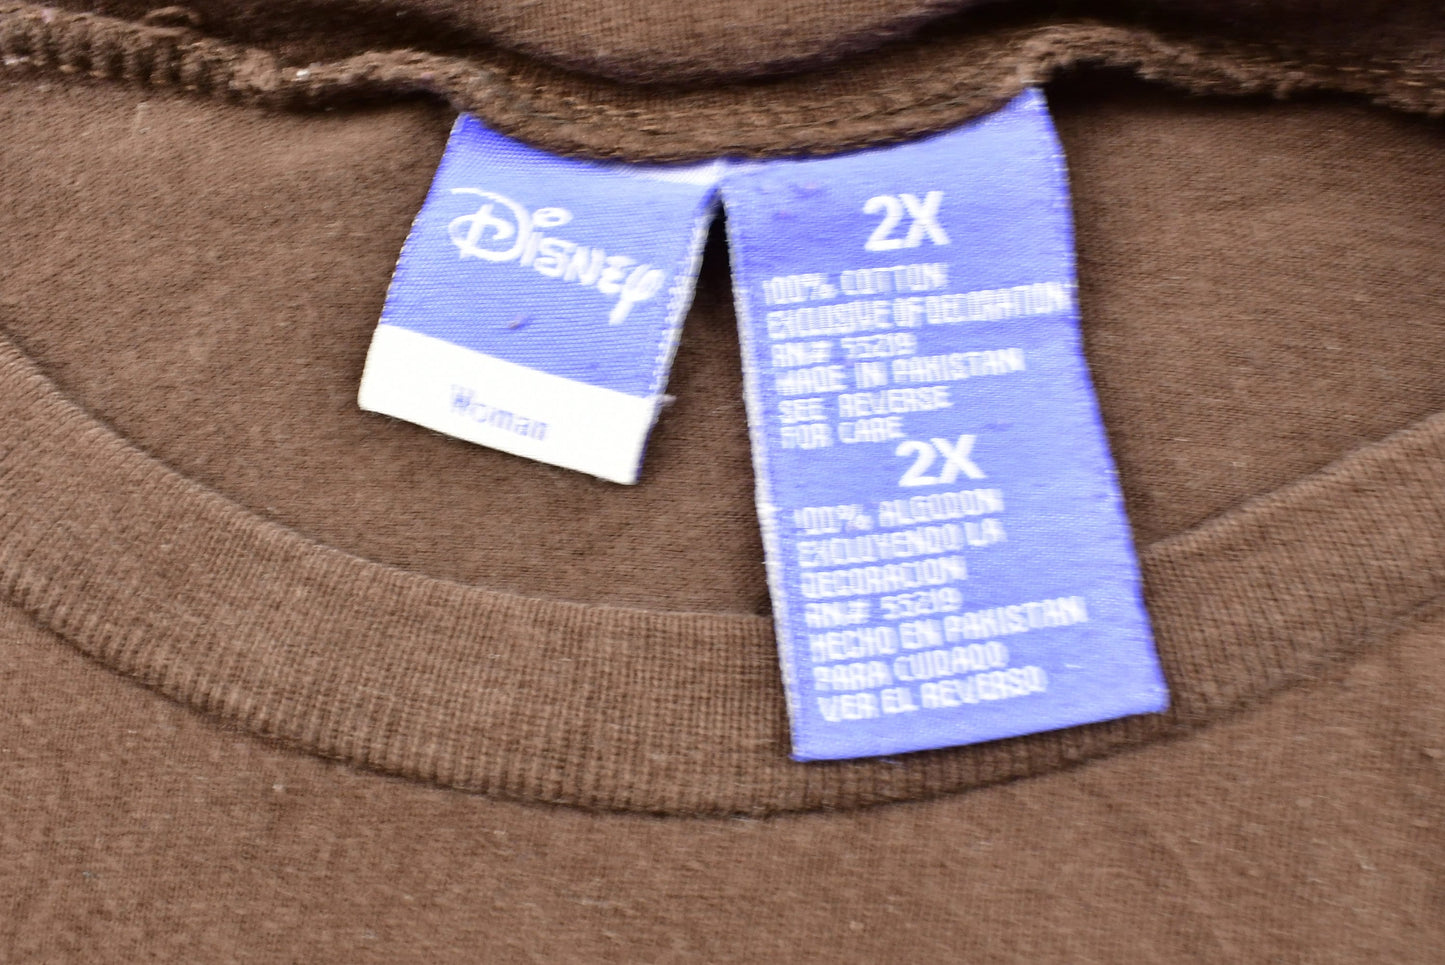 Disney
Woman
2X
100% COTTON
EXCLUSIVE OF DECORATION
RN# 55219
MADE IN PAKISTAN
SEE REVERSE
FOR CARE
2X
100% ALGODON
EXCLUYENDO LA
DECORACION
RN# 55219
HECHO EN PAKISTAN
PARA CUIDADO
VER EL REVERSO